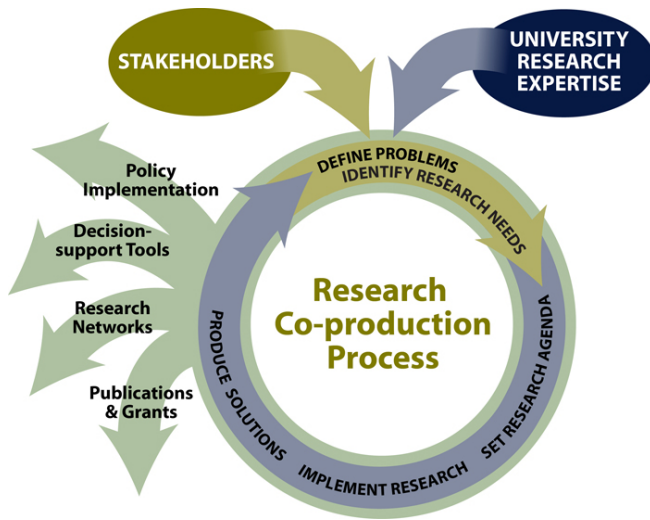 STAKEHOLDERS
UNIVERSITY
RESEARCH
EXPERTISE
DEFINE PROBLEMS
IDENTIFY RESEARCH NEEDS
Policy
Implementation
Decision-
support Tools
Research
Networks
Publications
& Grants
Research
Co-production
Process
SET RESEARCH AGENDA
IMPLEMENT RESEARCH
PRODUCE SOLUTIONS